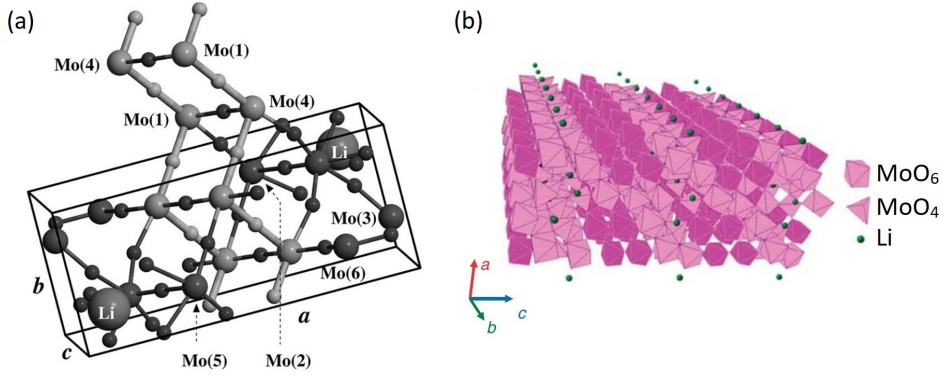 (a)
Mo(4)
Mo(1)
Mo(1)
Mo(4)
Li
Mo(3)
Mo(6)
b
Li
a
c
Mo(5)
Mo(2)
(b)
MoO₆
MoO₄
Li
a
c
b